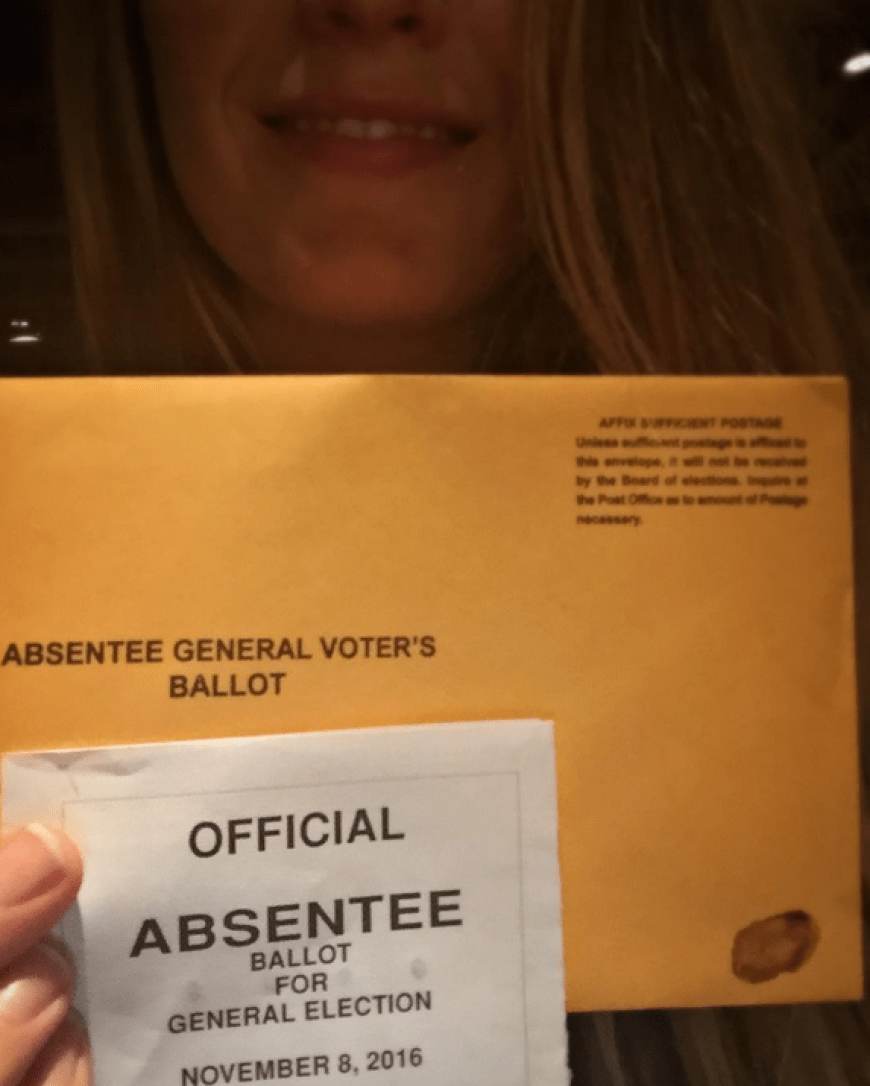 AFFIX SUFFICIENT POSTAGE
Unless sufficient postage is affixed to
this envelope, it will not be received
by the Board of elections. Inquire at
the Post Office as to amount of Postage
necessary.
ABSENTEE GENERAL VOTER'S
BALLOT
OFFICIAL
ABSENTEE
BALLOT
FOR
GENERAL ELECTION
NOVEMBER 8, 2016